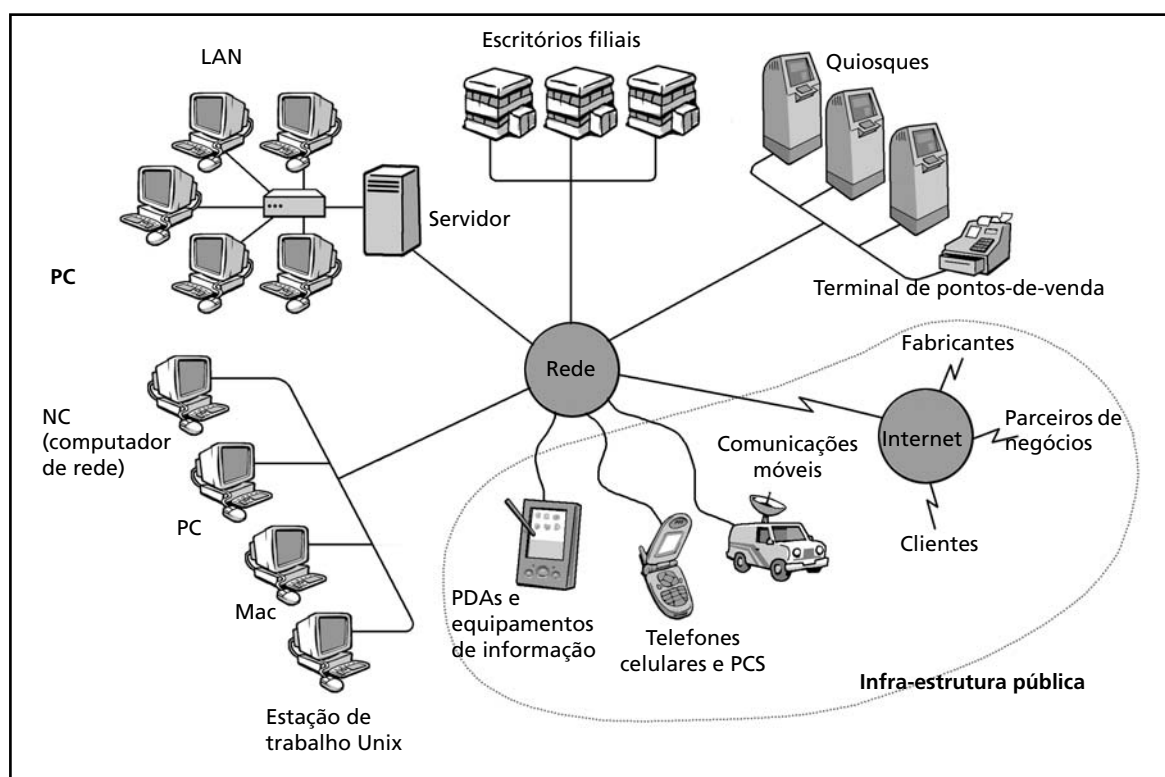 LAN
Escritórios filiais
Quiosques
Servidor
PC
Terminal de pontos-de-venda
Rede
Fabricantes
NC
(computador
de rede)
Internet
Parceiros de
negócios
Comunicações
móveis
PC
Clientes
Mac
PDAs e
equipamentos
de informação
Telefones
celulares e PCS
Infra-estrutura pública
Estação de
trabalho Unix